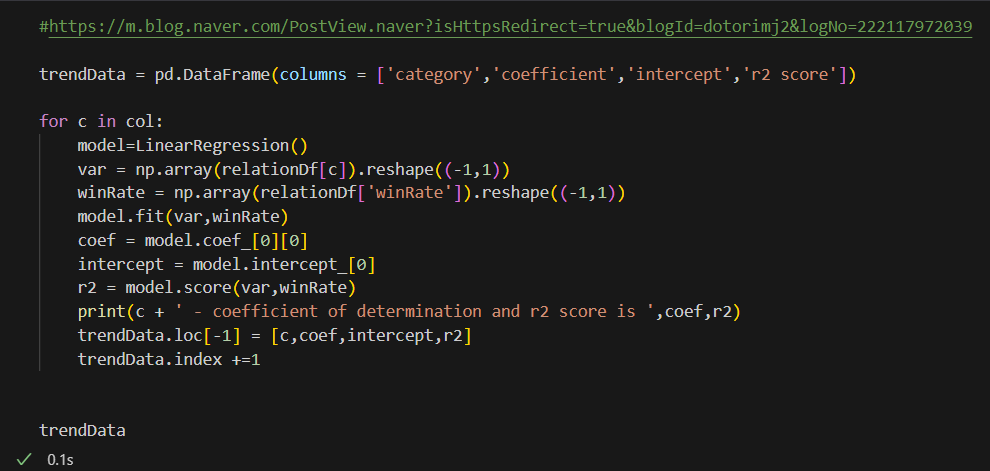 #https://m.blog.naver.com/PostView.naver?isHttpsRedirect=true&blogId=dotorimj2&logNo=222117972039
trendData = pd.DataFrame(columns = ['category','coefficient','intercept','r2 score'])
for c in col:
    model=LinearRegression()
    var = np.array(relationDf[c]).reshape((-1,1))
    winRate = np.array(relationDf['winRate']).reshape((-1,1))
    model.fit(var,winRate)
    coef = model.coef_[0][0]
    intercept = model.intercept_[0]
    r2 = model.score(var,winRate)
    print(c + ' - coefficient of determination and r2 score is ',coef,r2)
    trendData.loc[-1] = [c,coef,intercept,r2]
    trendData.index +=1
trendData
✓ 0.1s